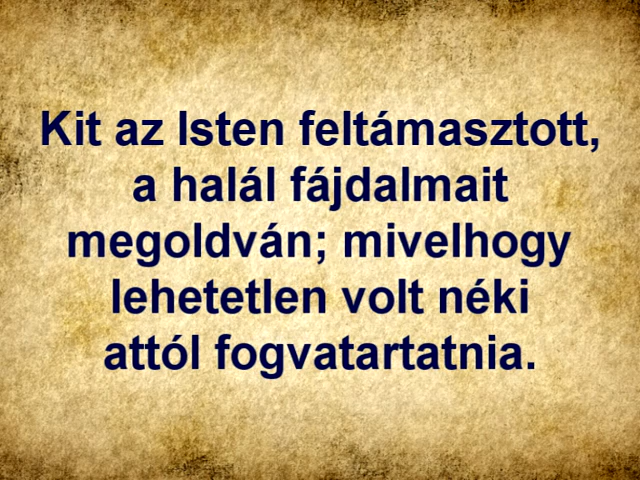 Kit az Isten feltámasztott,
a halál fájdalmait
megoldván; mivelhogy
lehetetlen volt néki
attól fogvatartatnia.